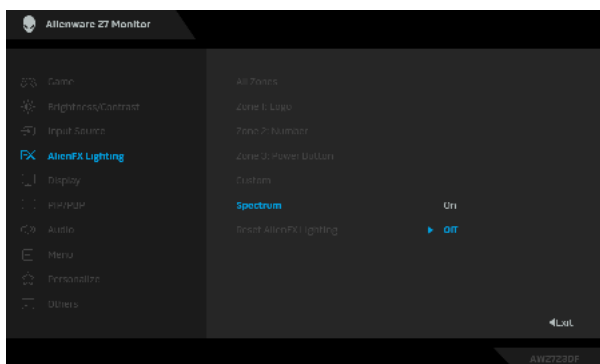 Alienware 27 Monitor
Game
Brightness/Contrast
Input Source
FX AlienFX Lighting
Display
PIP/PBP
Audio
Menu
Personalize
Others
All Zones
Zone 1: Logo
Zone 2: Number
Zone 3: Power Button
Custom
Spectrum On
Reset AlienFX Lighting Off
Exit
AW2723DF